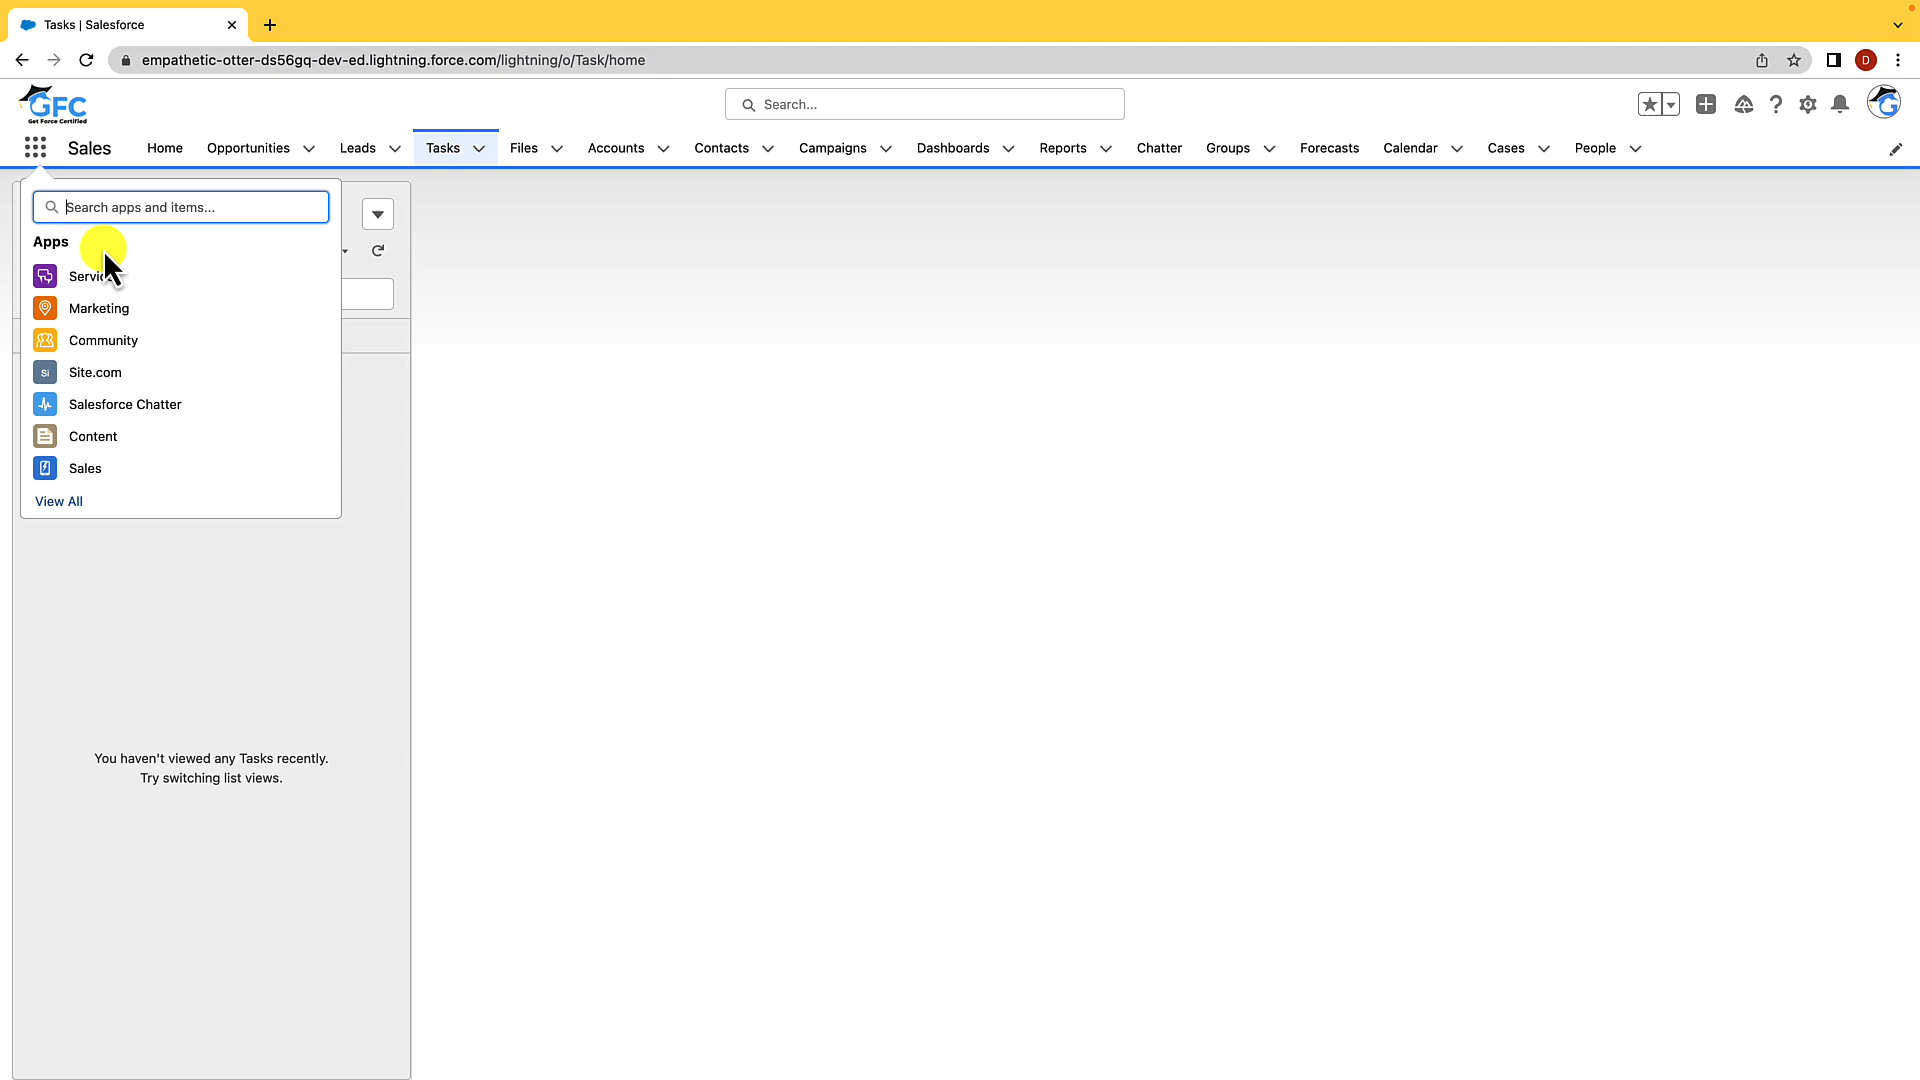 Tasks | Salesforce
empathetic-otter-ds56gq-dev-ed.lightning.force.com/lightning/o/Task/home
D
GFC
Get Force Certified
Search...
Sales
Home
Opportunities
Leads
Tasks
Files
Accounts
Contacts
Campaigns
Dashboards
Reports
Chatter
Groups
Forecasts
Calendar
Cases
People
Search apps and items...
Apps
Marketing
Community
Si
Site.com
Salesforce Chatter
Content
Sales
View All
You haven't viewed any Tasks recently.
Try switching list views.